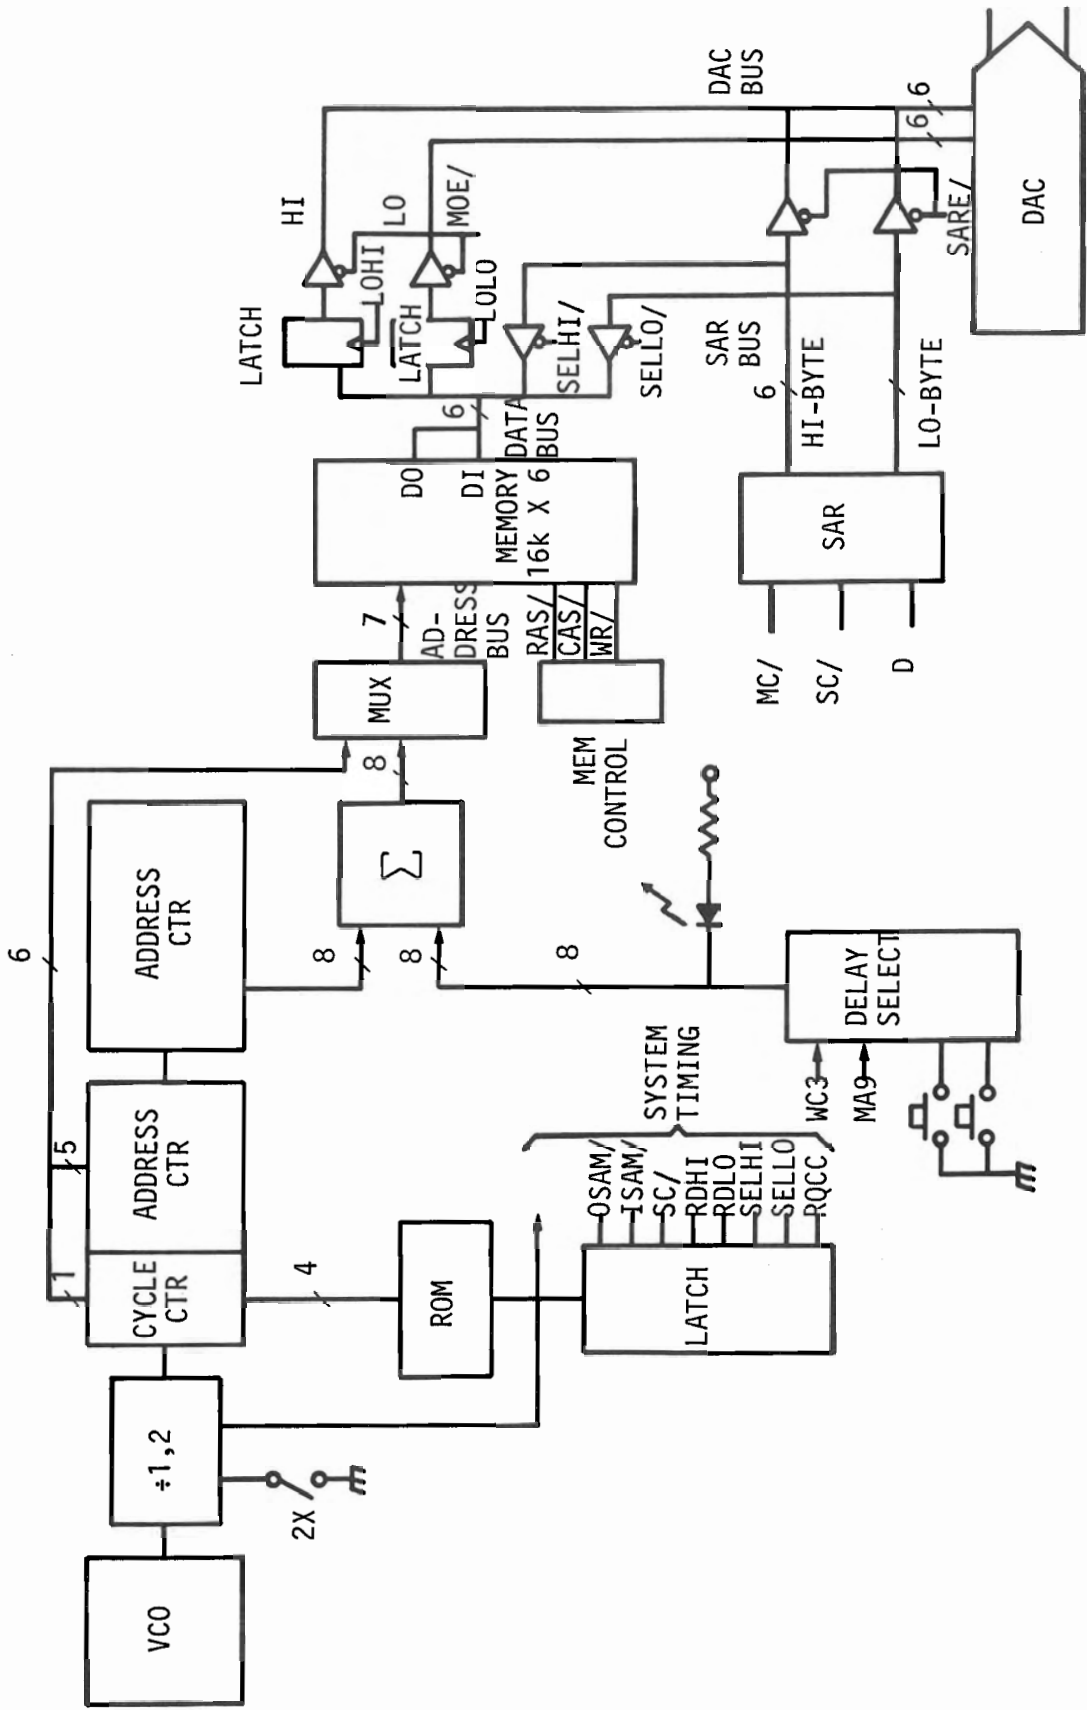 VCO
÷1,2
2X
CYCLE
CTR
ADDRESS
CTR
ADDRESS
CTR
1
5
6
4
ROM
LATCH
OSAM/
ISAM/
SC/
RDHI
RDLO
SELHI
SELLO
RQCC
SYSTEM
TIMING
WC3
MA9
DELAY
SELECT
8
8
8
Σ
8
MUX
7
AD-
DRESS
BUS
MEM
CONTROL
RAS/
CAS/
WR/
DO
DI
MEMORY
16k X 6
6
DATA
BUS
LATCH
LOHI
HI
LATCH
LOLO
LO
MOE/
SELHI/
SELLO/
MC/
SC/
D
SAR
6
HI-BYTE
LO-BYTE
SAR
BUS
SARE/
DAC
BUS
6
6
DAC